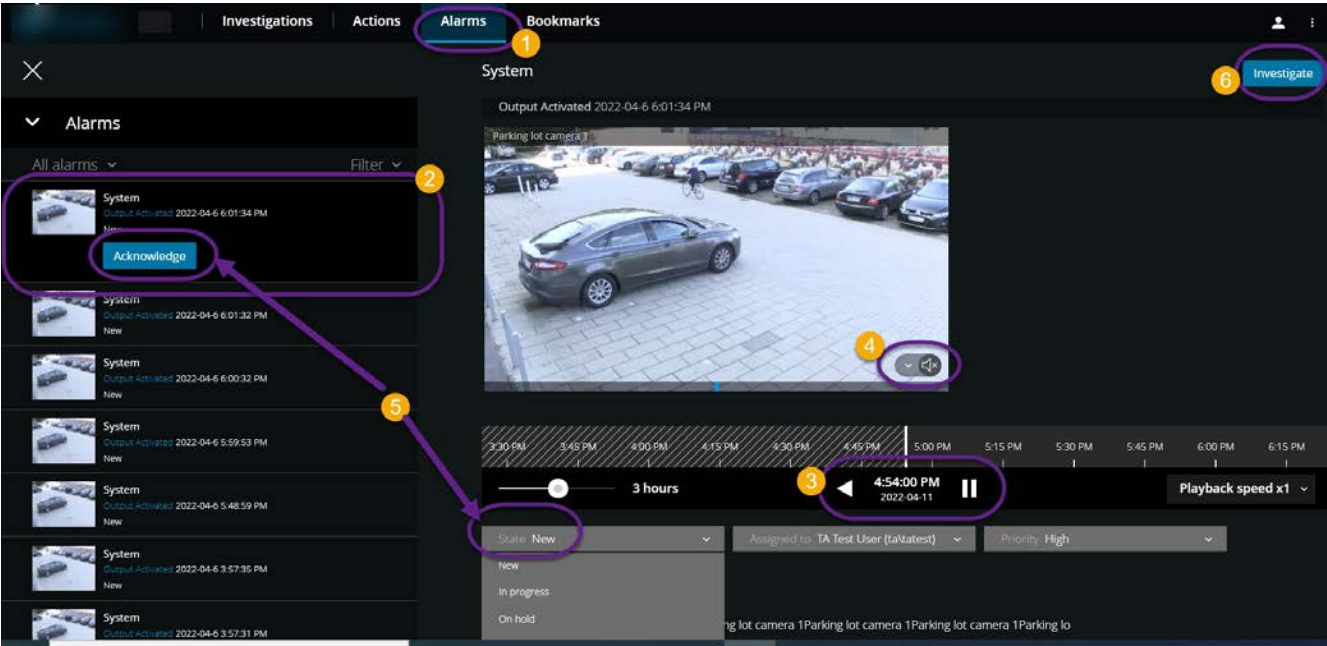 Investigations Actions Alarms Bookmarks
1
System
6
Investigate
Output Activated 2022-04-6 6:01:34 PM
Alarms
Parking lot camera 1
All alarms Filter
2
System
Output Activated 2022-04-6 6:01:34 PM
New
Acknowledge
System
Output Activated 2022-04-6 6:01:32 PM
New
4
System
Output Activated 2022-04-6 6:00:32 PM
New
5
System
Output Activated 2022-04-6 5:59:53 PM
New
3:30 PM 3:45 PM 4:00 PM 4:15 PM 4:30 PM 4:45 PM 5:00 PM 5:15 PM 5:30 PM 5:45 PM 6:00 PM 6:15 PM
3 hours
3
4:54:00 PM
2022-04-11
Playback speed x1
System
Output Activated 2022-04-6 5:48:59 PM
New
State New
Assigned to TA Test User (ta\tatest)
Priority High
New
In progress
On hold
System
Output Activated 2022-04-6 3:57:35 PM
New
System
Output Activated 2022-04-6 3:57:31 PM
ng lot camera 1Parking lot camera 1Parking lot camera 1Parking lo